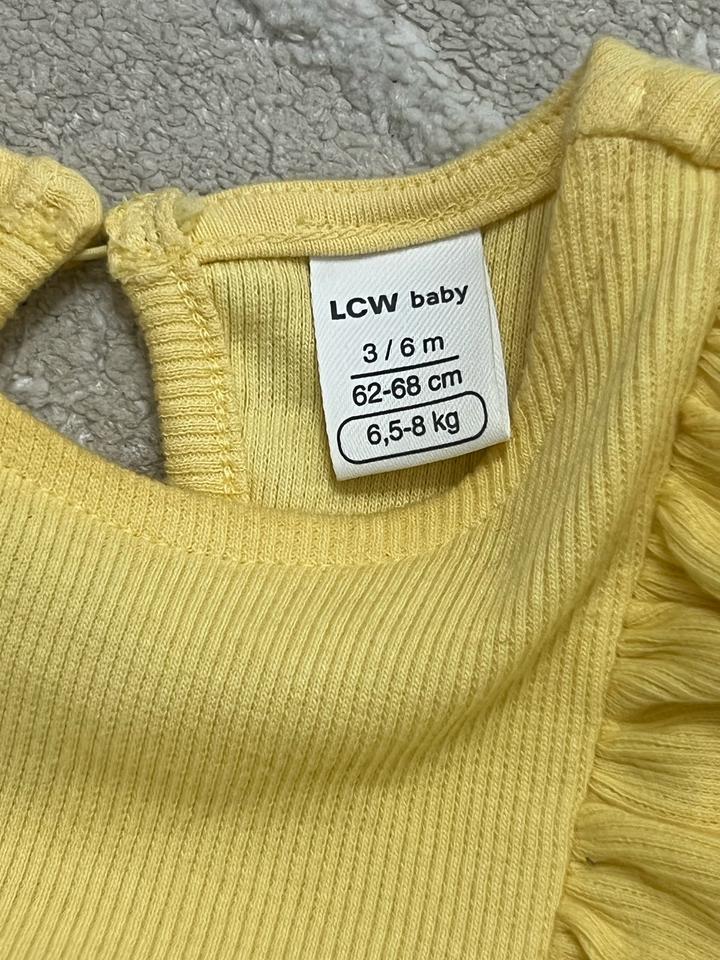 LCW baby
3 / 6 m
62-68 cm
6,5-8 kg